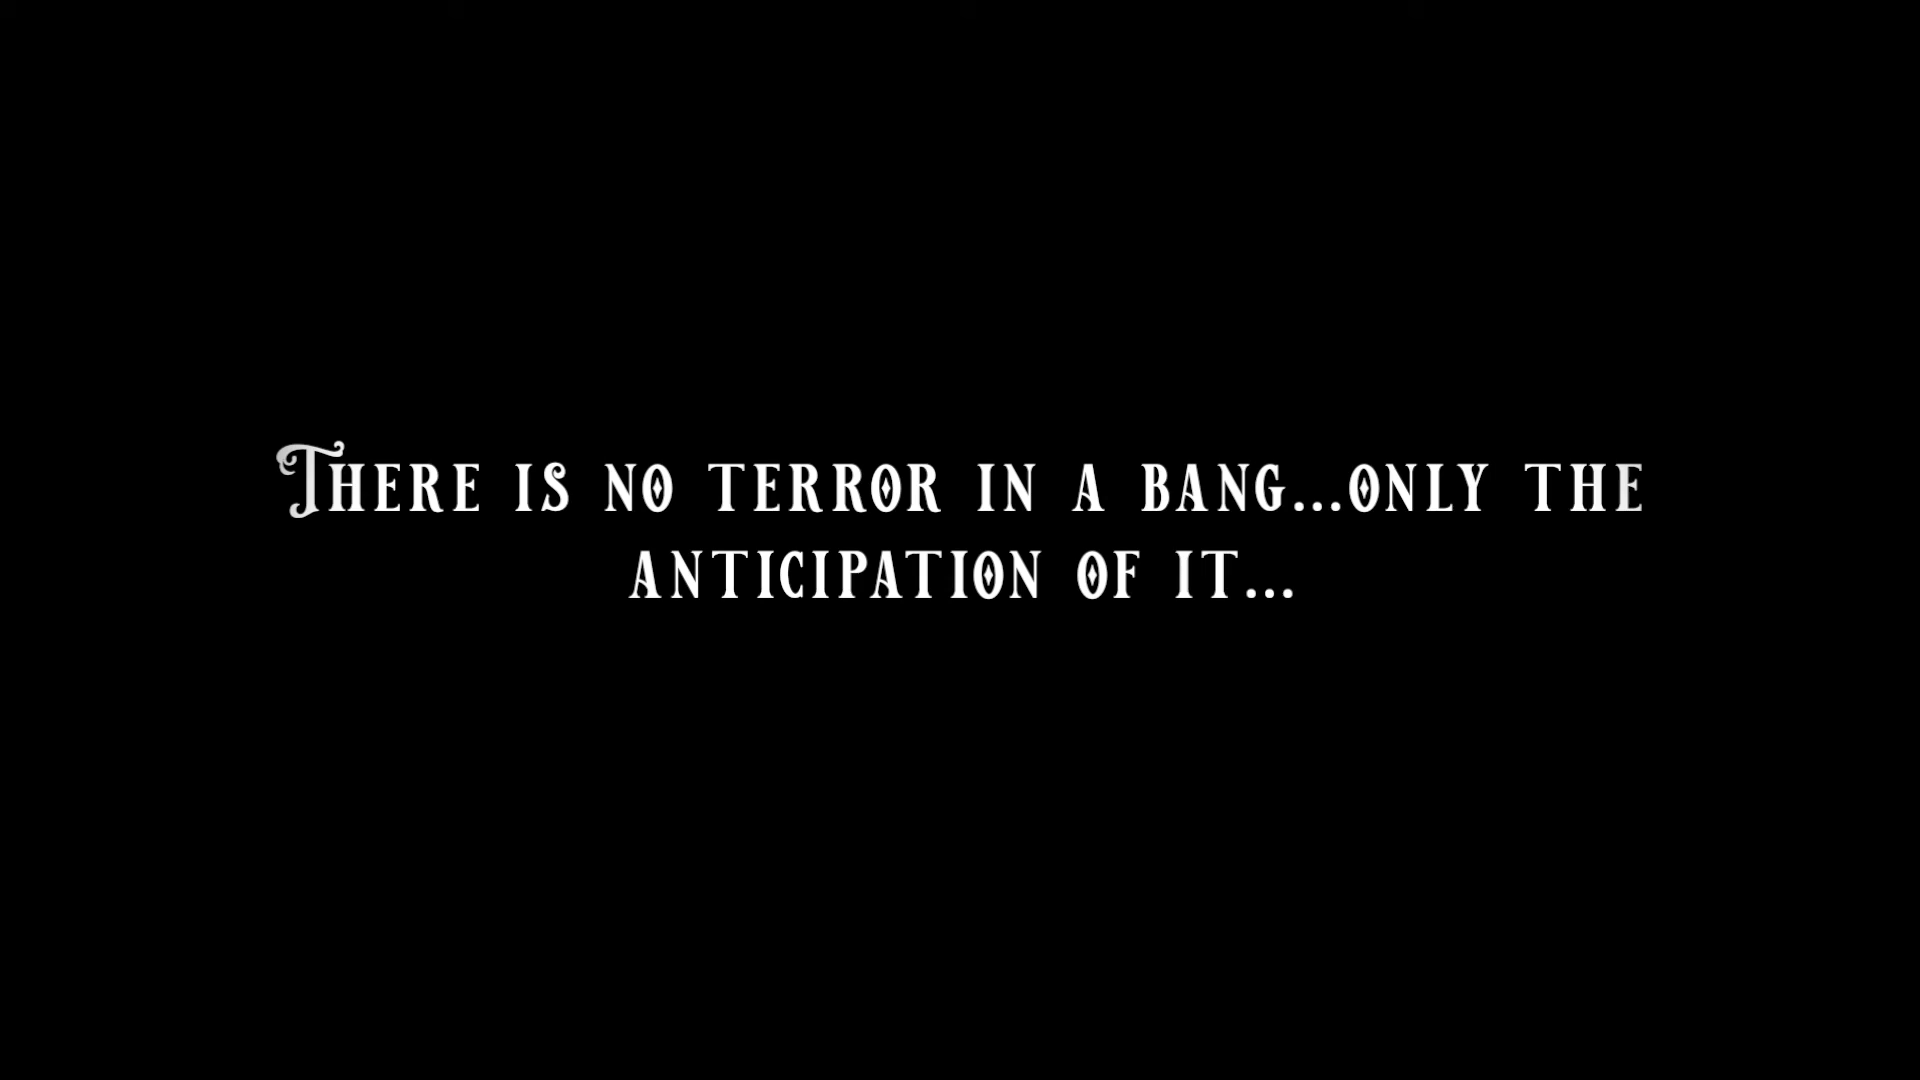 There is no terror in a bang...only the
anticipation of it...